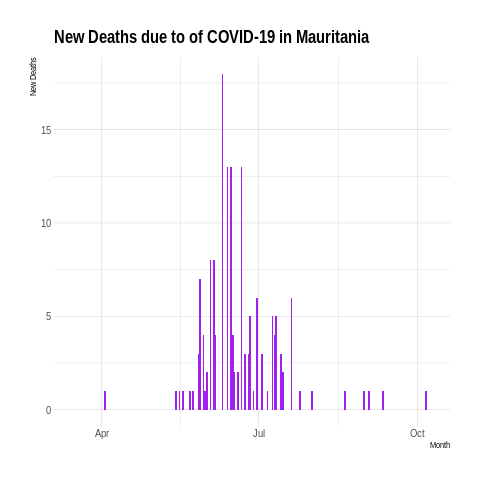 New Deaths due to of COVID-19 in Mauritania
New Deaths
15
10
5
0
Apr
Jul
Oct
Month